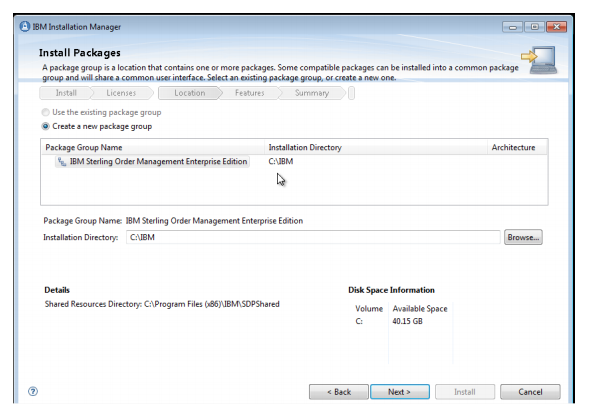 IBM Installation Manager
Install Packages
A package group is a location that contains one or more packages. Some compatible packages can be installed into a common package
group and will share a common user interface. Select an existing package group, or create a new one.
Install Licenses Location Features Summary
Use the existing package group
Create a new package group
Package Group Name Installation Directory Architecture
IBM Sterling Order Management Enterprise Edition C:\IBM
Package Group Name: IBM Sterling Order Management Enterprise Edition
Installation Directory: C:\IBM Browse...
Details Disk Space Information
Shared Resources Directory: C:\Program Files (x86)\IBM\SDPShared
Volume Available Space
C: 40.15 GB
? < Back Next > Install Cancel